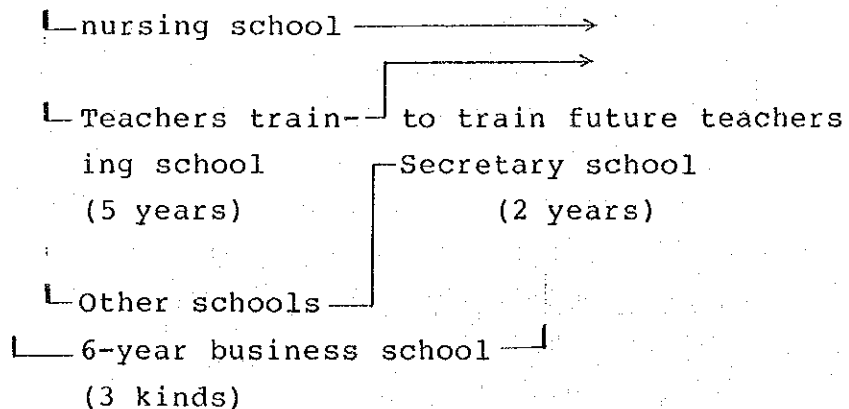 nursing school
Teachers train-- to train future teachers
ing school Secretary school
(5 years) (2 years)
Other schools
6-year business school
(3 kinds)